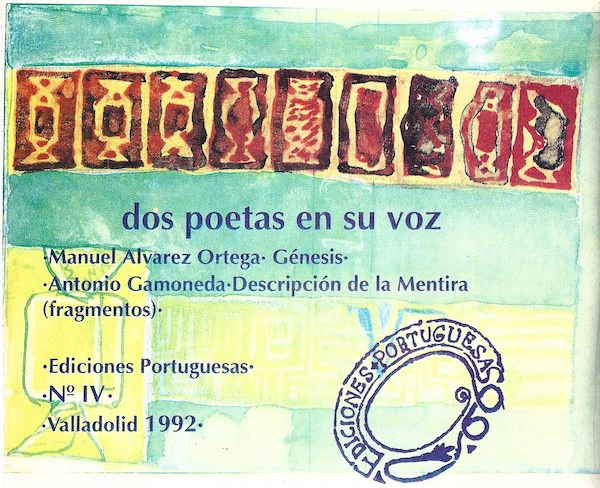 dos poetas en su voz
·Manuel Alvarez Ortega· Génesis·
·Antonio Gamoneda·Descripción de la Mentira
(fragmentos)·
·Ediciones Portuguesas·
·Nº IV·
·Valladolid 1992·
EDICIONES·PORTUGUESAS